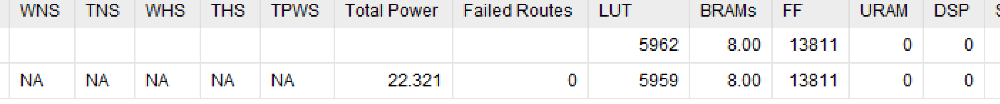 WNS TNS WHS THS TPWS Total Power Failed Routes LUT BRAMs FF URAM DSP
5962 8.00 13811 0 0
NA NA NA NA NA 22.321 0 5959 8.00 13811 0 0